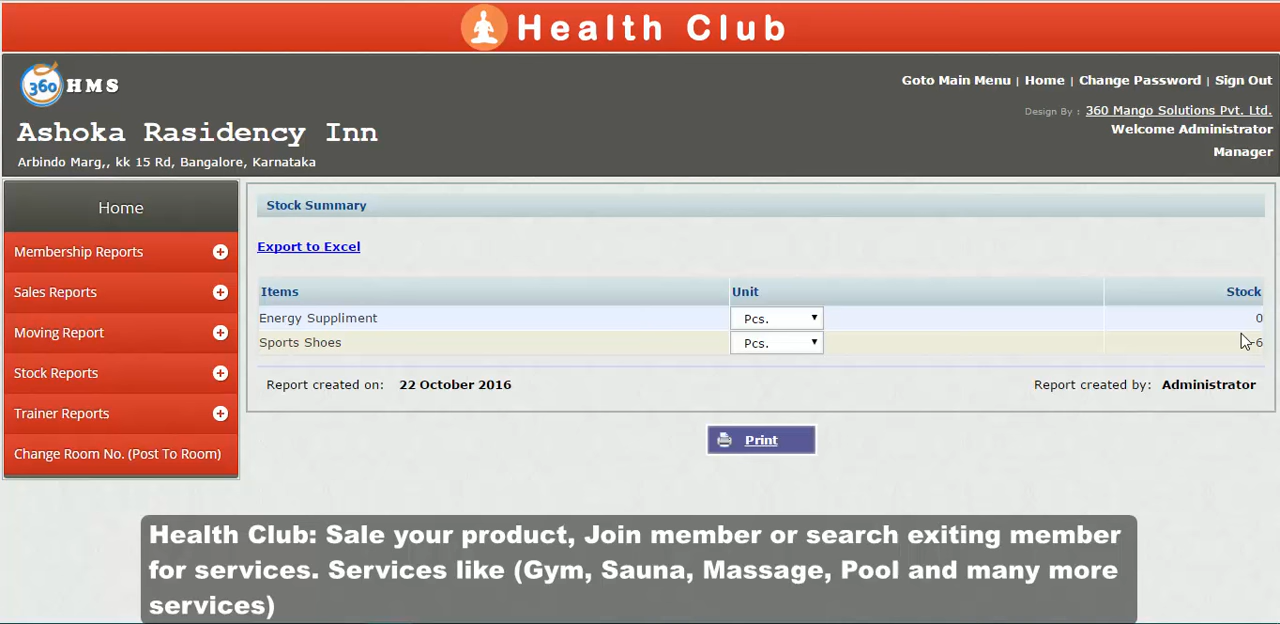 Health Club
360 HMS
Goto Main Menu | Home | Change Password | Sign Out
Design By : 360 Mango Solutions Pvt. Ltd.
Ashoka Rasidency Inn
Welcome Administrator
Arbindo Marg,, kk 15 Rd, Bangalore, Karnataka
Manager
Home
Membership Reports
Sales Reports
Moving Report
Stock Reports
Trainer Reports
Change Room No. (Post To Room)
Stock Summary
Export to Excel
Items Unit Stock
Energy Suppliment Pcs. 0
Sports Shoes Pcs. -6
Report created on: 22 October 2016 Report created by: Administrator
Print
Health Club: Sale your product, Join member or search exiting member
for services. Services like (Gym, Sauna, Massage, Pool and many more
services)